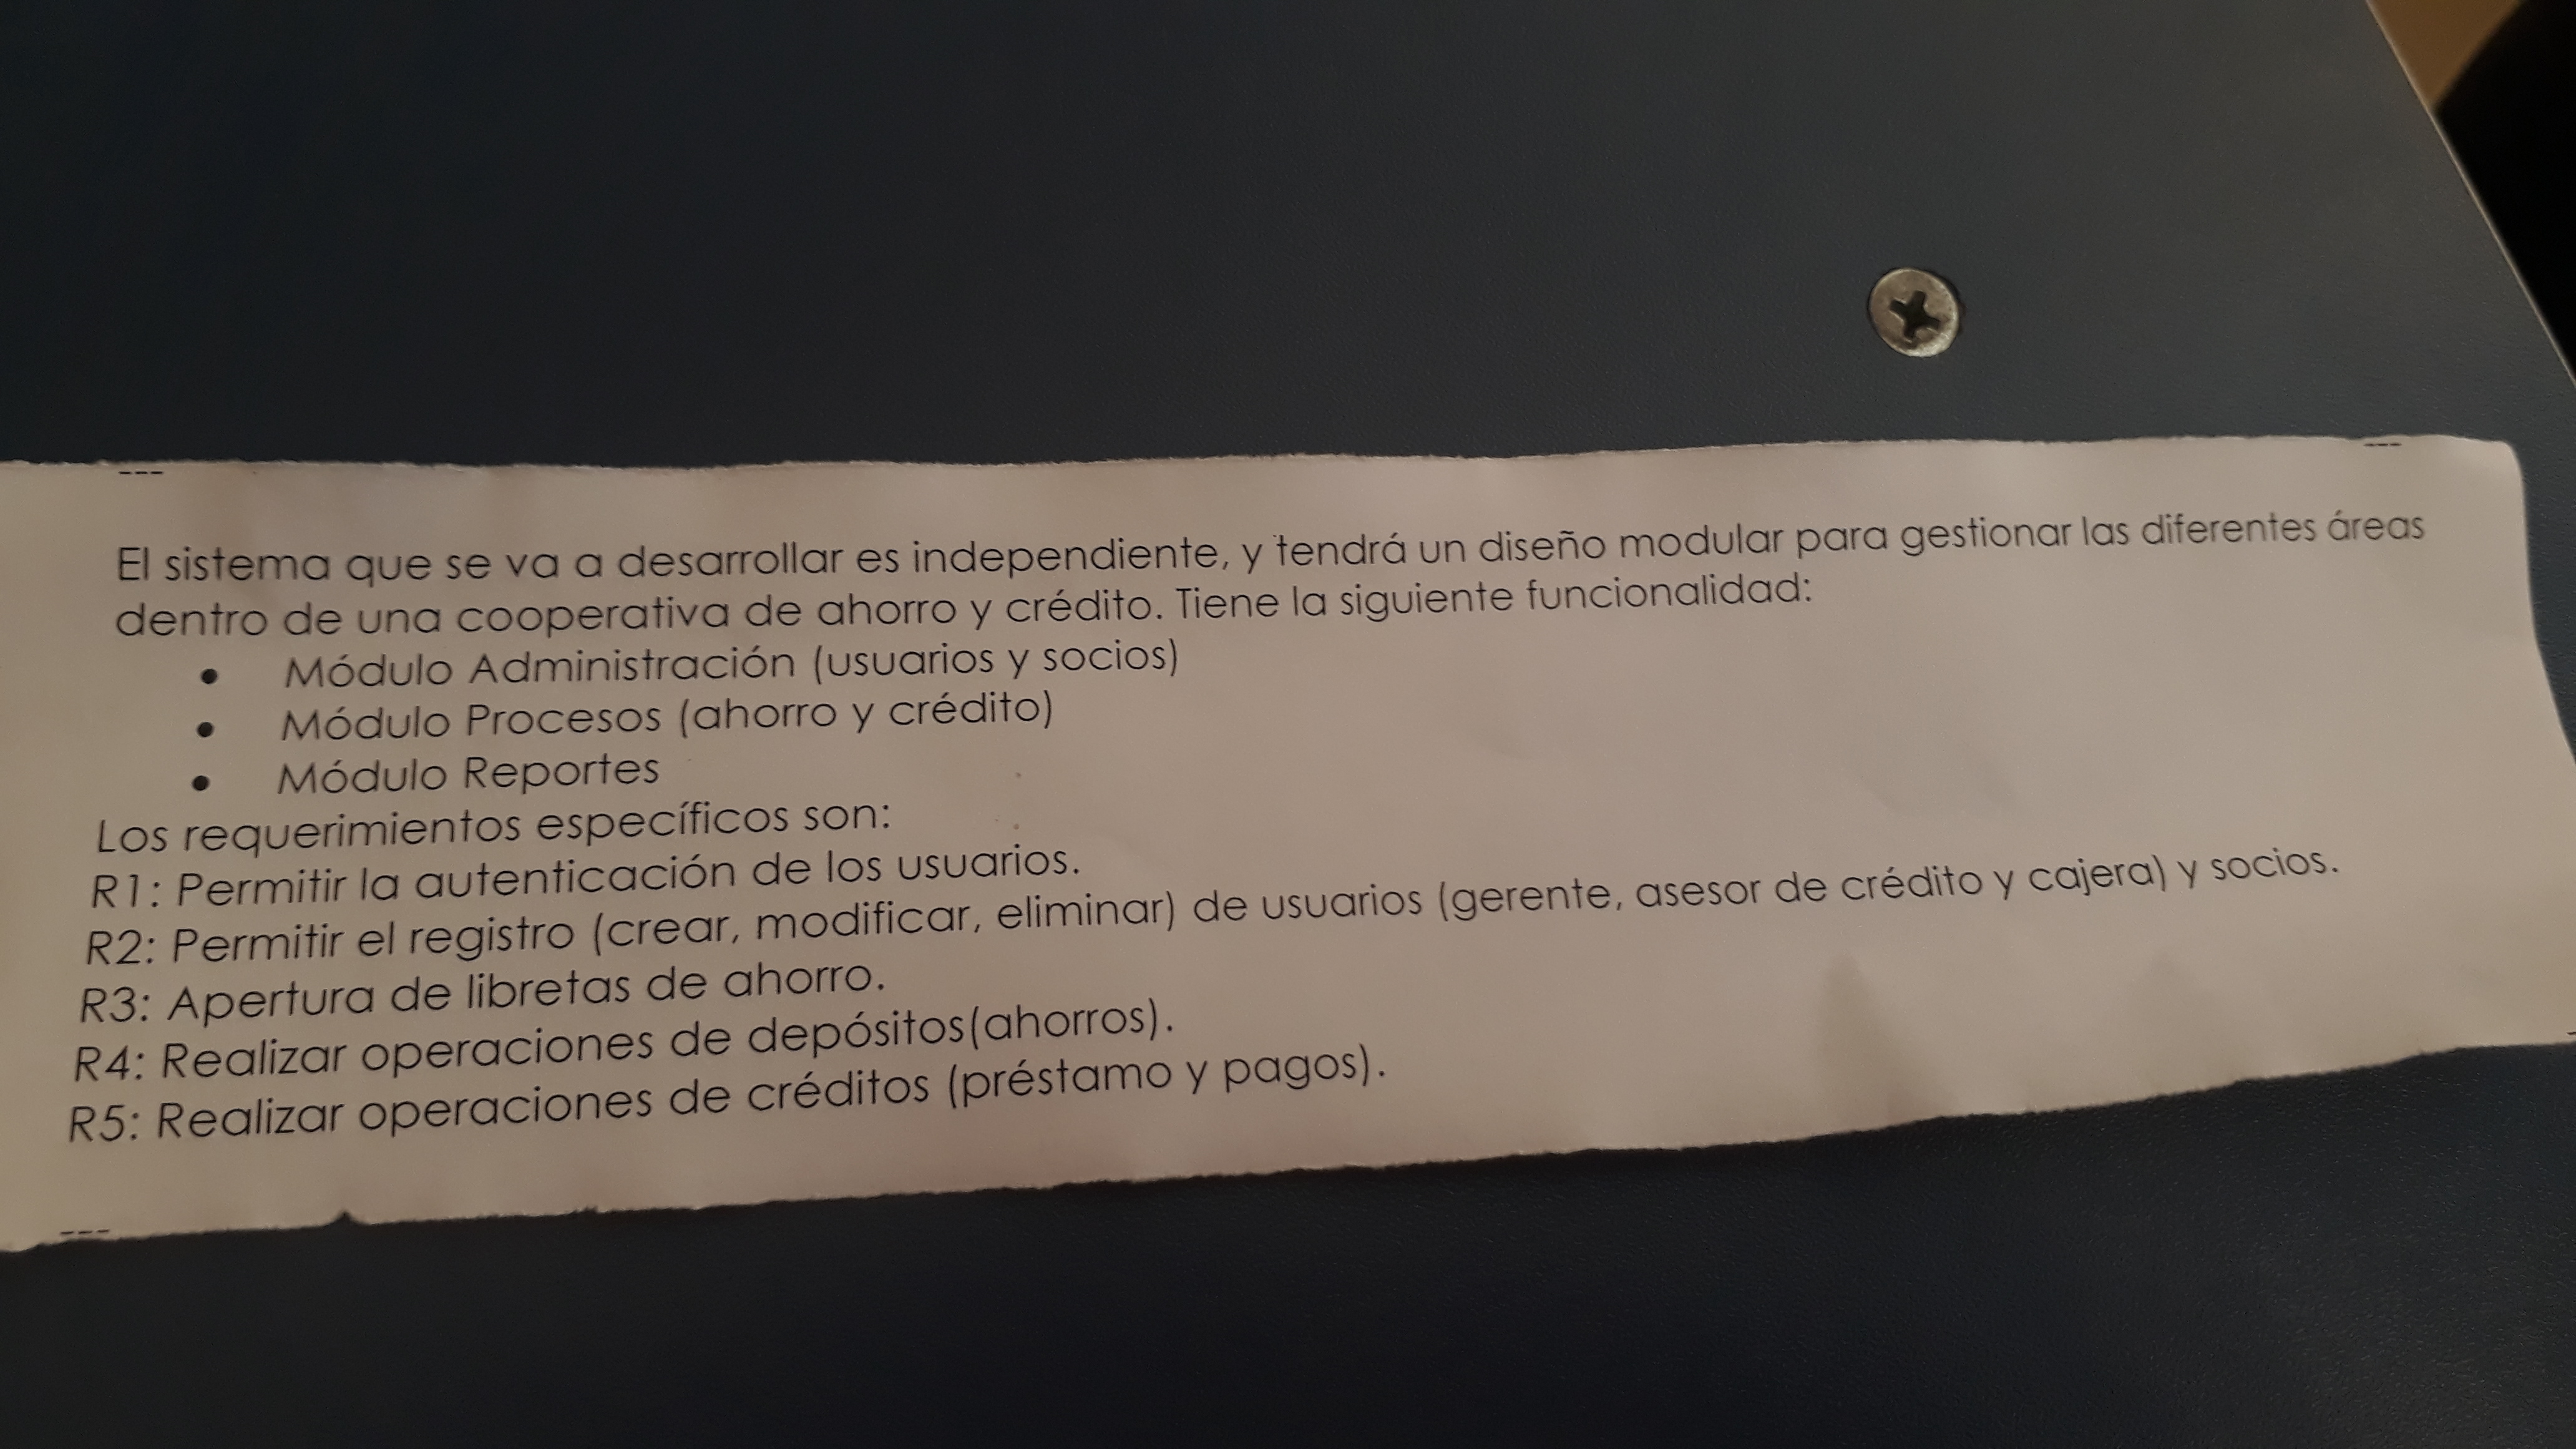 El sistema que se va a desarrollar es independiente, y tendrá un diseño modular para gestionar las diferentes áreas
dentro de una cooperativa de ahorro y crédito. Tiene la siguiente funcionalidad:
• Módulo Administración (usuarios y socios)
• Módulo Procesos (ahorro y crédito)
• Módulo Reportes
Los requerimientos específicos son:
R1: Permitir la autenticación de los usuarios.
R2: Permitir el registro (crear, modificar, eliminar) de usuarios (gerente, asesor de crédito y cajera) y socios.
R3: Apertura de libretas de ahorro.
R4: Realizar operaciones de depósitos(ahorros).
R5: Realizar operaciones de créditos (préstamo y pagos).